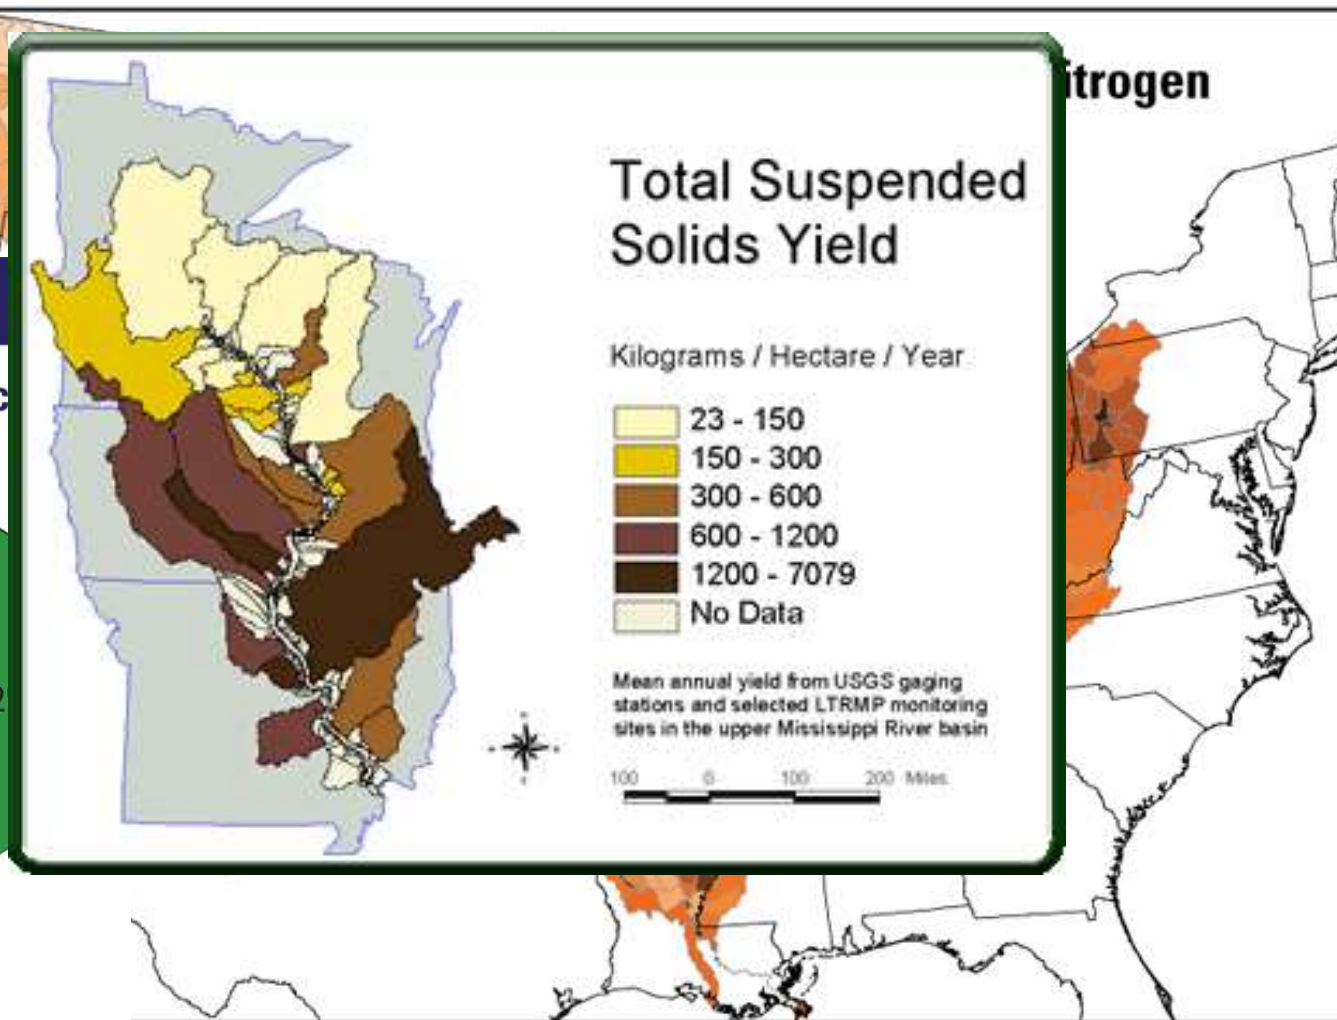 itrogen
Total Suspended
Solids Yield
Kilograms / Hectare / Year
23 - 150
150 - 300
300 - 600
600 - 1200
1200 - 7079
No Data
Mean annual yield from USGS gaging
stations and selected LTRMP monitoring
sites in the upper Mississippi River basin
100 0 100 200 Miles
c
2